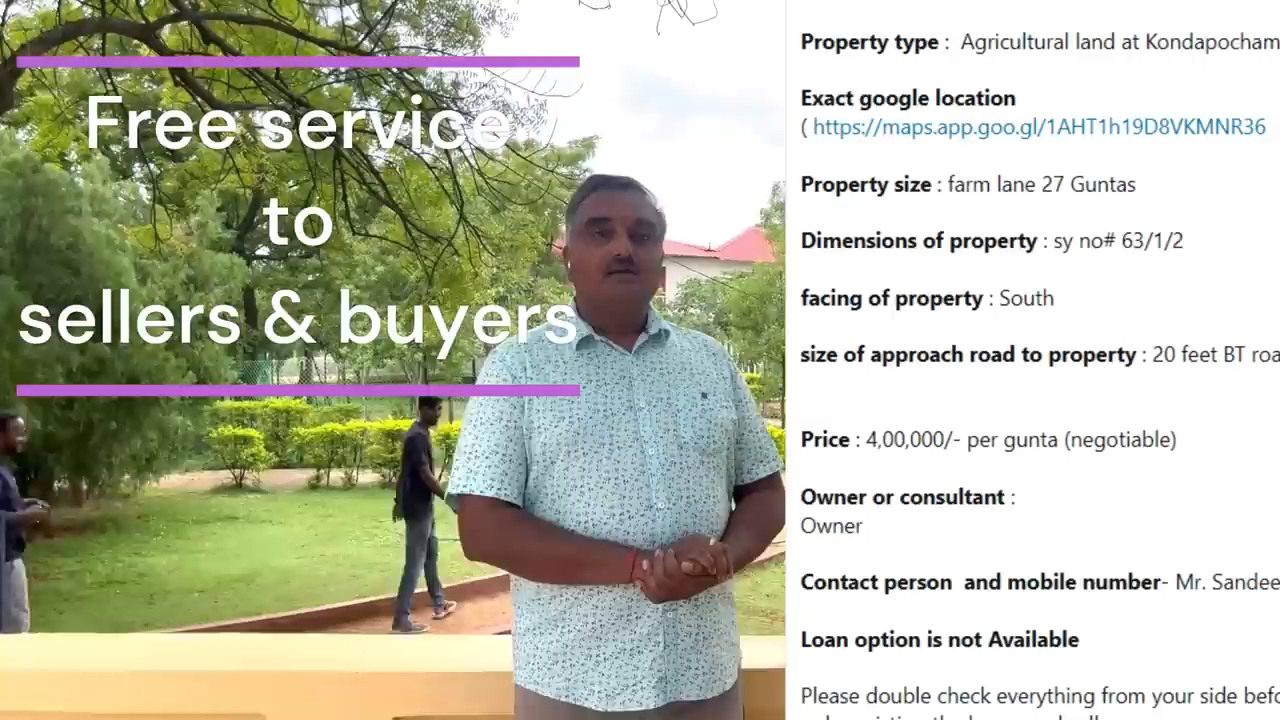 Free service
to
sellers & buyers
Property type : Agricultural land at Kondapocham
Exact google location
( https://maps.app.goo.gl/1AHT1h19D8VKMNR36
Property size : farm lane 27 Guntas
Dimensions of property : sy no# 63/1/2
facing of property : South
size of approach road to property : 20 feet BT roa
Price : 4,00,000/- per gunta (negotiable)
Owner or consultant :
Owner
Contact person and mobile number- Mr. Sandee
Loan option is not Available
Please double check everything from your side befo